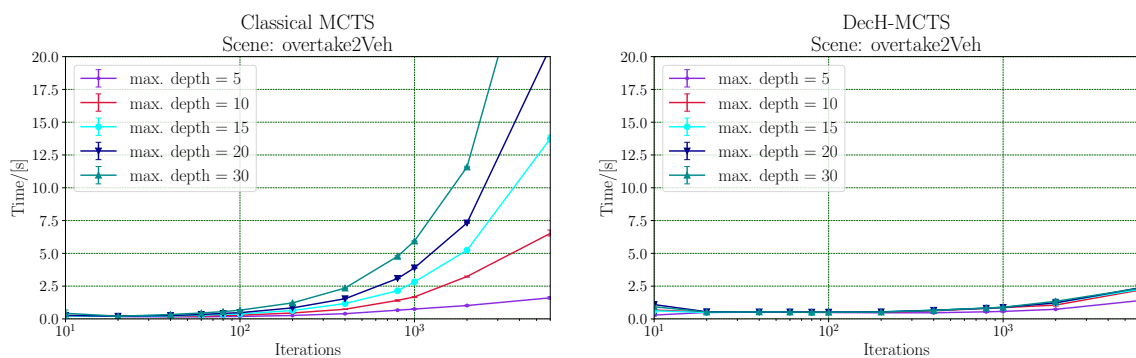 Classical MCTS
Scene: overtake2Veh
20.0
17.5
15.0
12.5
10.0
7.5
5.0
2.5
0.0
Time/[s]
max. depth = 5
max. depth = 10
max. depth = 15
max. depth = 20
max. depth = 30
10^1
10^2
10^3
Iterations
DecH-MCTS
Scene: overtake2Veh
20.0
17.5
15.0
12.5
10.0
7.5
5.0
2.5
0.0
Time/[s]
max. depth = 5
max. depth = 10
max. depth = 15
max. depth = 20
max. depth = 30
10^1
10^2
10^3
Iterations